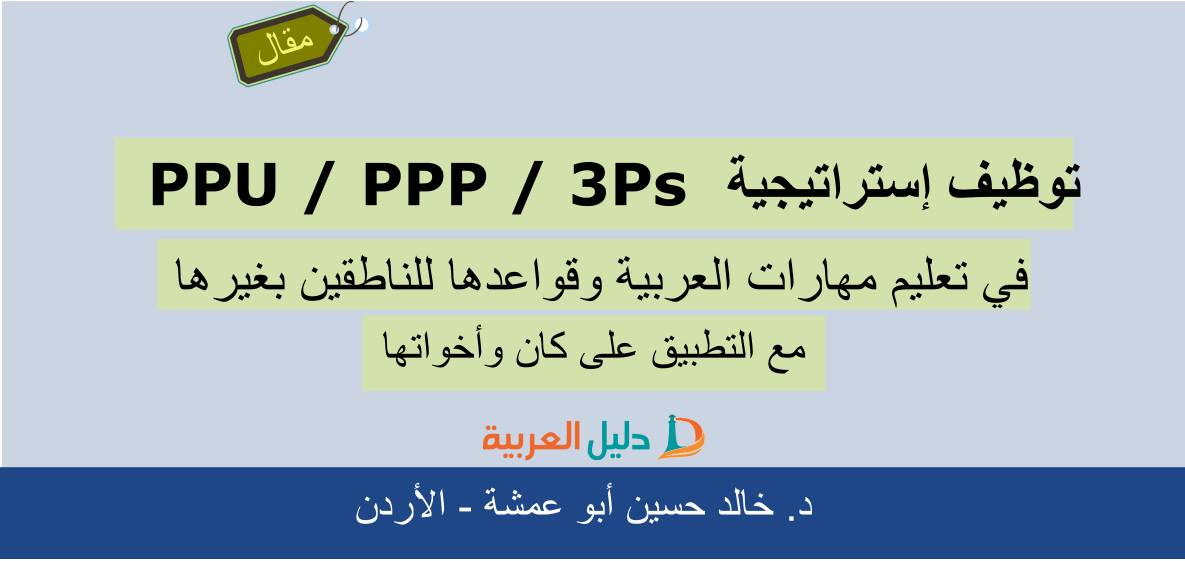 مقال
توظيف إستراتيجية PPU / PPP / 3Ps
في تعليم مهارات العربية وقواعدها للناطقين بغيرها
مع التطبيق على كان وأخواتها
دليل العربية
د. خالد حسين أبو عمشة - الأردن